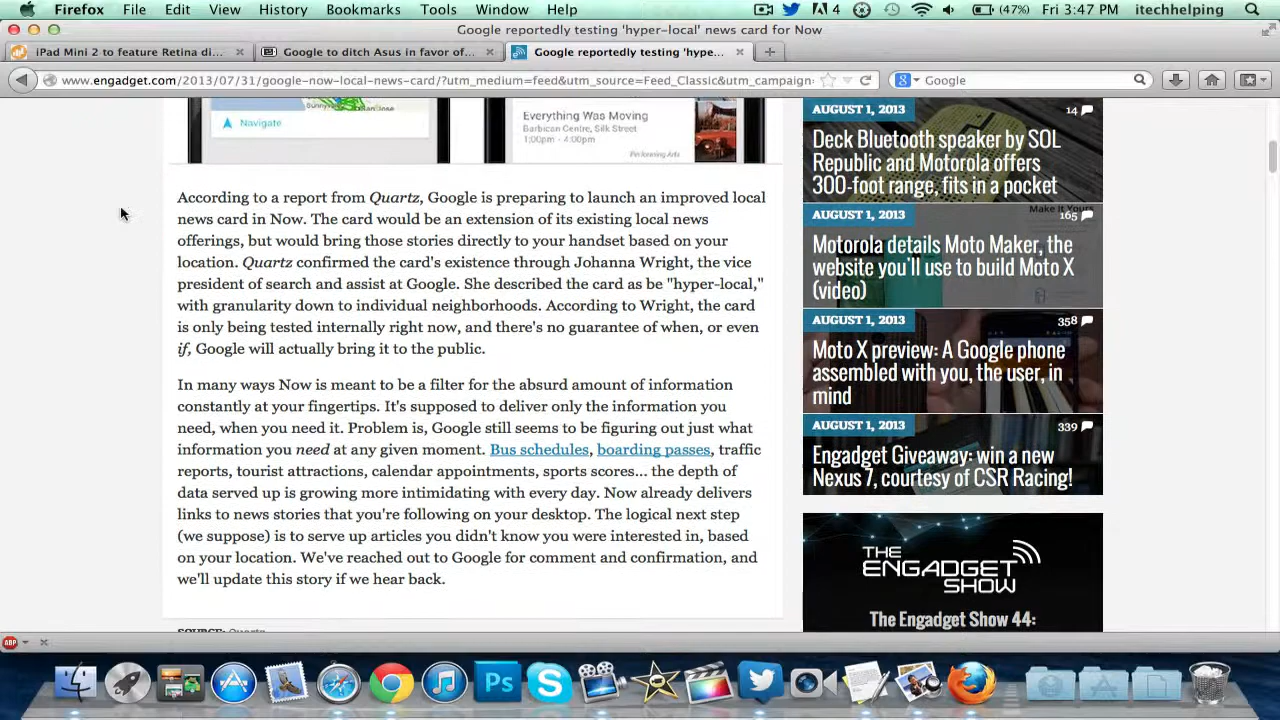 Firefox File Edit View History Bookmarks Tools Window Help 4 (47%) Fri 3:47 PM itechhelping
Google reportedly testing 'hyper-local' news card for Now
iPad Mini 2 to feature Retina di... Google to ditch Asus in favor of... Google reportedly testing 'hype...
www.engadget.com/2013/07/31/google-now-local-news-card/?utm_medium=feed&utm_source=Feed_Classic&utm_campaign= Google
Navigate
Everything Was Moving
Barbican Centre, Silk Street
1:00pm - 4:00pm
Performing Arts
According to a report from Quartz, Google is preparing to launch an improved local
news card in Now. The card would be an extension of its existing local news
offerings, but would bring those stories directly to your handset based on your
location. Quartz confirmed the card's existence through Johanna Wright, the vice
president of search and assist at Google. She described the card as be "hyper-local,"
with granularity down to individual neighborhoods. According to Wright, the card
is only being tested internally right now, and there's no guarantee of when, or even
if, Google will actually bring it to the public.
In many ways Now is meant to be a filter for the absurd amount of information
constantly at your fingertips. It's supposed to deliver only the information you
need, when you need it. Problem is, Google still seems to be figuring out just what
information you need at any given moment. Bus schedules, boarding passes, traffic
reports, tourist attractions, calendar appointments, sports scores... the depth of
data served up is growing more intimidating with every day. Now already delivers
links to news stories that you're following on your desktop. The logical next step
(we suppose) is to serve up articles you didn't know you were interested in, based
on your location. We've reached out to Google for comment and confirmation, and
we'll update this story if we hear back.
SOURCE: Quartz
AUGUST 1, 2013 14
Deck Bluetooth speaker by SOL
Republic and Motorola offers
300-foot range, fits in a pocket
AUGUST 1, 2013 165
Make It Yours
Motorola details Moto Maker, the
website you'll use to build Moto X
(video)
AUGUST 1, 2013 358
Moto X preview: A Google phone
assembled with you, the user, in
mind
AUGUST 1, 2013 339
Engadget Giveaway: win a new
Nexus 7, courtesy of CSR Racing!
THE
ENGADGET
SHOW
The Engadget Show 44:
ABP
Ps